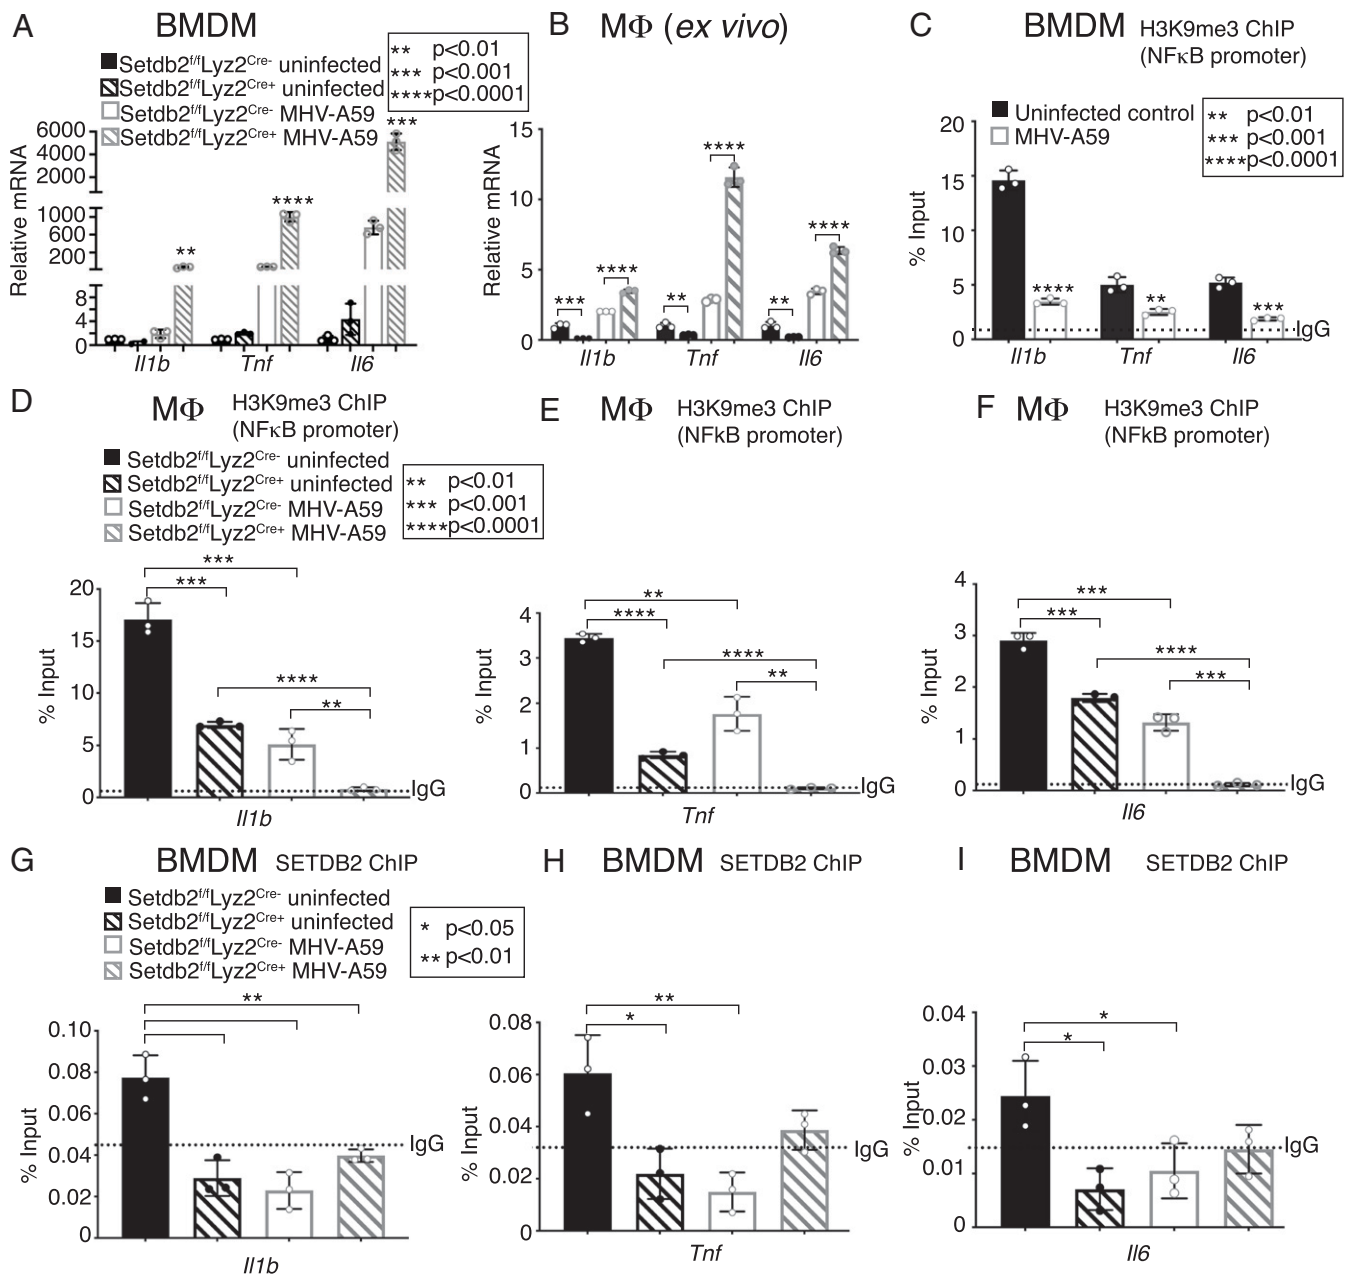 A BMDM
Setdb2f/fLyz2Cre- uninfected
Setdb2f/fLyz2Cre+ uninfected
Setdb2f/fLyz2Cre- MHV-A59
Setdb2f/fLyz2Cre+ MHV-A59
** p<0.01
*** p<0.001
****p<0.0001
Relative mRNA
6000
4000
2000
1000
600
200
8
4
2
0
** **** ***
Il1b Tnf Il6
B MΦ (ex vivo)
Relative mRNA
15
10
5
0
*** **** ** **** ** ****
Il1b Tnf Il6
C BMDM H3K9me3 ChIP
(NFκB promoter)
Uninfected control
MHV-A59
** p<0.01
*** p<0.001
****p<0.0001
% Input
20
15
10
5
0
**** ** ***
IgG
Il1b Tnf Il6
D MΦ H3K9me3 ChIP
(NFκB promoter)
Setdb2f/fLyz2Cre- uninfected
Setdb2f/fLyz2Cre+ uninfected
Setdb2f/fLyz2Cre- MHV-A59
Setdb2f/fLyz2Cre+ MHV-A59
** p<0.01
*** p<0.001
****p<0.0001
% Input
20
15
10
5
0
***
***
****
**
IgG
Il1b
E MΦ H3K9me3 ChIP
(NFkB promoter)
% Input
4
3
2
1
0
**
****
****
**
IgG
Tnf
F MΦ H3K9me3 ChIP
(NFkB promoter)
% Input
4
3
2
1
0
***
***
****
***
IgG
Il6
G BMDM SETDB2 ChIP
Setdb2f/fLyz2Cre- uninfected
Setdb2f/fLyz2Cre+ uninfected
Setdb2f/fLyz2Cre- MHV-A59
Setdb2f/fLyz2Cre+ MHV-A59
* p<0.05
** p<0.01
% Input
0.10
0.08
0.06
0.04
0.02
0
**
IgG
Il1b
H BMDM SETDB2 ChIP
% Input
0.08
0.06
0.04
0.02
0
**
*
IgG
Tnf
I BMDM SETDB2 ChIP
% Input
0.04
0.03
0.02
0.01
0
*
*
IgG
Il6